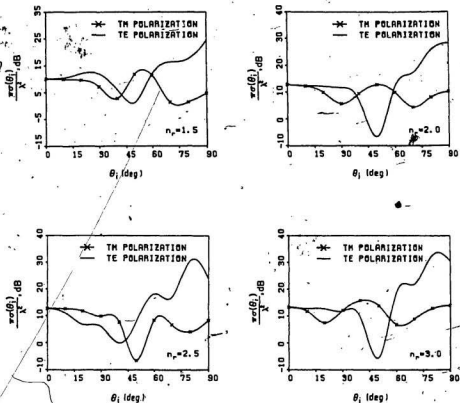 TM POLARIZATION
TE POLARIZATION
35
25
15
5
-5
-15
πσ(θi)/λ², dB
nr=1.5
0 15 30 45 60 75 90
θi (deg)
TM POLARIZATION
TE POLARIZATION
40
30
20
10
0
-10
πσ(θi)/λ², dB
nr=2.0
0 15 30 45 60 75 90
θi (deg)
TM POLARIZATION
TE POLARIZATION
40
30
20
10
0
-10
πσ(θi)/λ², dB
nr=2.5
0 15 30 45 60 75 90
θi (deg.)
TM POLARIZATION
TE POLARIZATION
40
30
20
10
0
-10
πσ(θi)/λ², dB
nr=3.0
0 15 30 45 60 75 90
θi (deg)